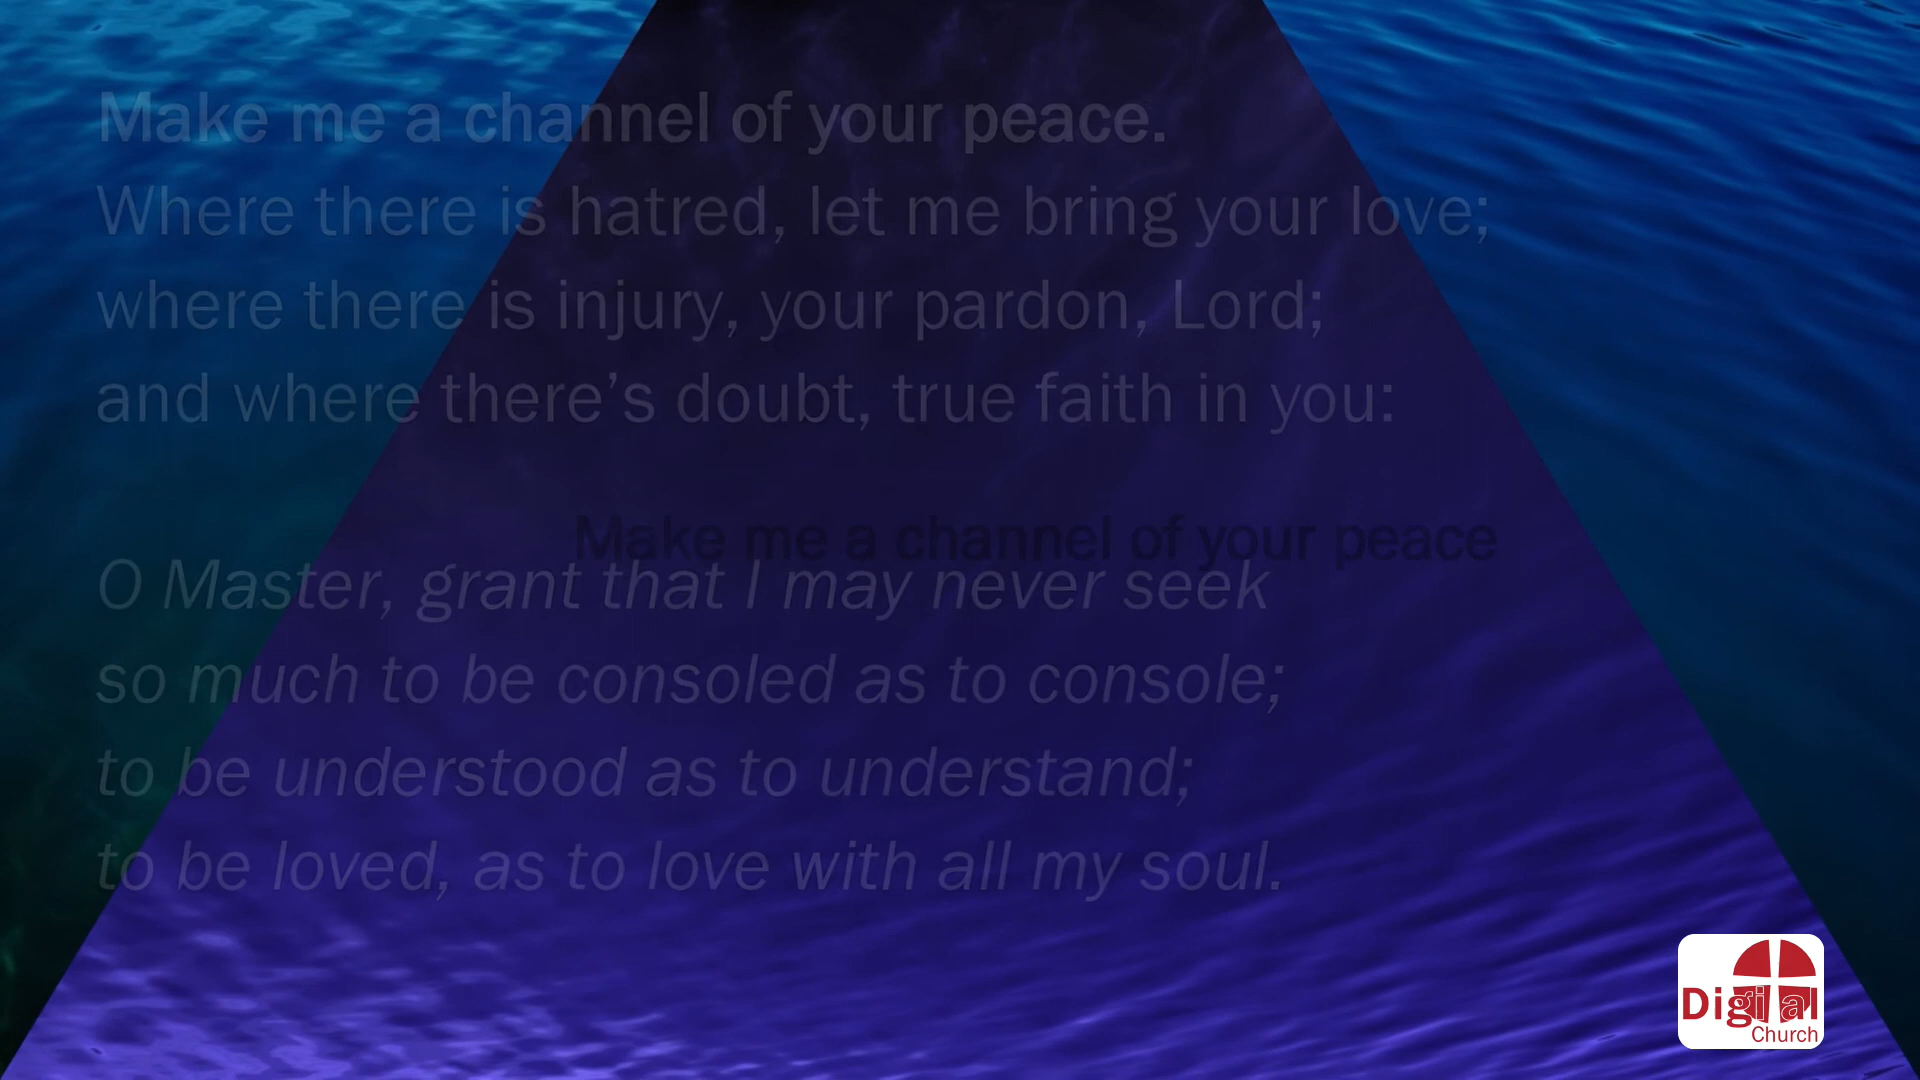 Make me a channel of your peace.
Where there is hatred, let me bring your love;
where there is injury, your pardon, Lord;
and where there’s doubt, true faith in you:
Make me a channel of your peace
O Master, grant that I may never seek
so much to be consoled as to console;
to be understood as to understand;
to be loved, as to love with all my soul.
Digital
Church